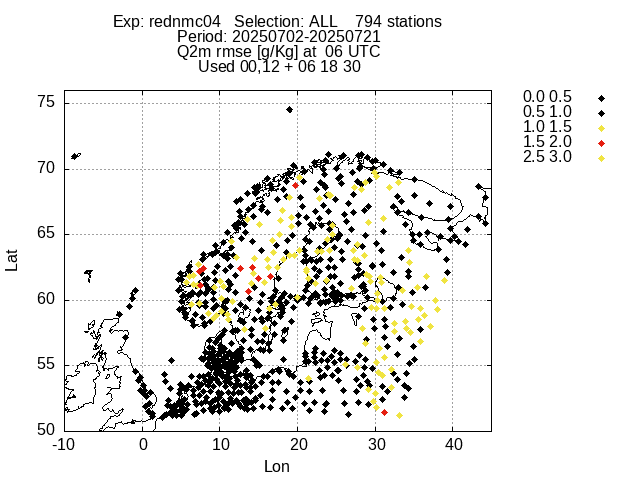 Exp: rednmc04 Selection: ALL 794 stations
Period: 20250702-20250721
Q2m rmse [g/Kg] at 06 UTC
Used 00,12 + 06 18 30
0.0 0.5
0.5 1.0
1.0 1.5
1.5 2.0
2.5 3.0
75
70
65
60
55
50
Lat
-10 0 10 20 30 40
Lon